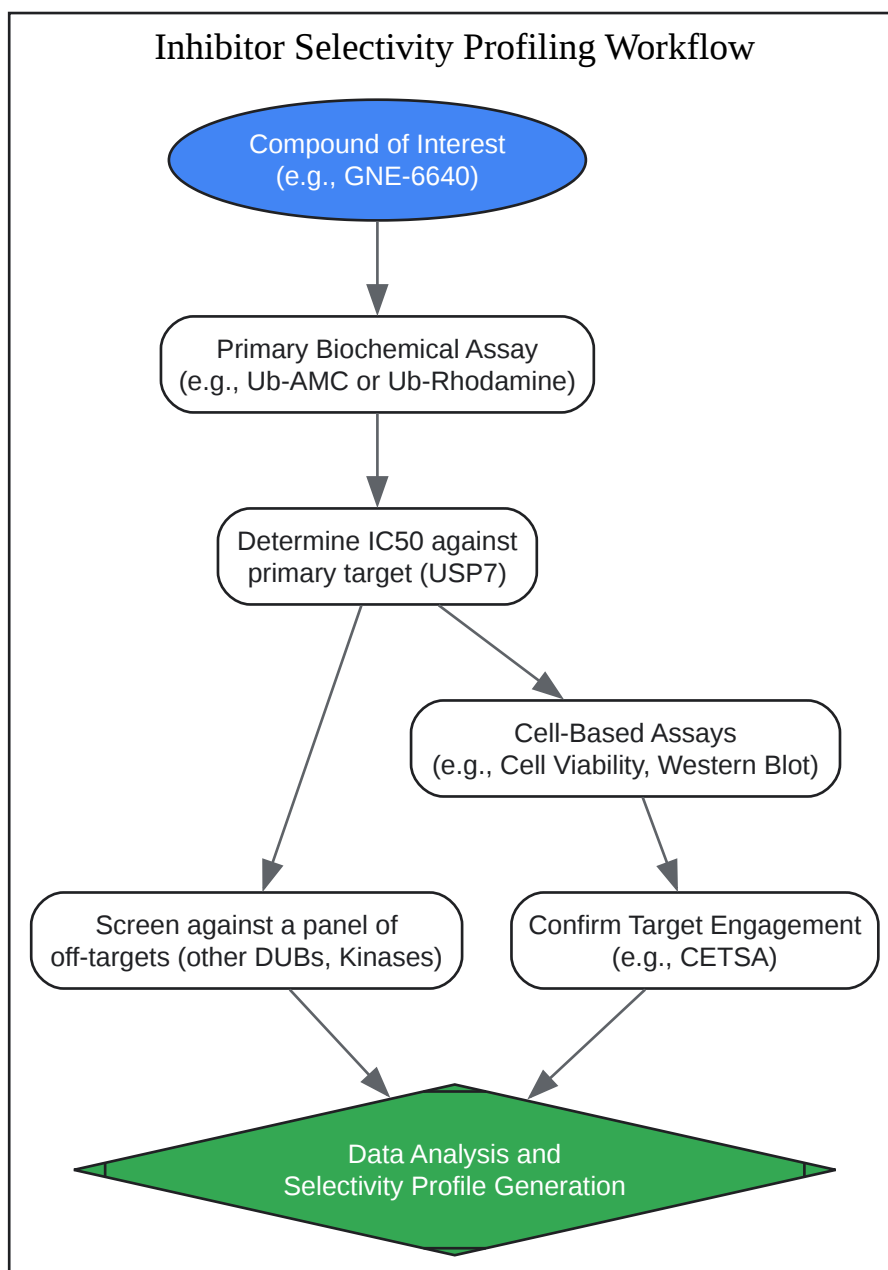 Inhibitor Selectivity Profiling Workflow
Compound of Interest
(e.g., GNE-6640)
Primary Biochemical Assay
(e.g., Ub-AMC or Ub-Rhodamine)
Determine IC50 against
primary target (USP7)
Cell-Based Assays
(e.g., Cell Viability, Western Blot)
Screen against a panel of
off-targets (other DUBs, Kinases)
Confirm Target Engagement
(e.g., CETSA)
Data Analysis and
Selectivity Profile Generation